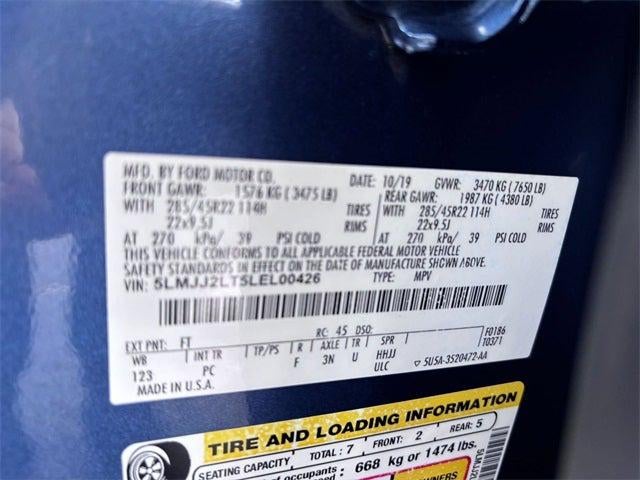 MFD. BY FORD MOTOR CO. DATE: 10/19 GVWR: 3470 KG ( 7650 LB)
FRONT GAWR: 1576 KG ( 3475 LB) REAR GAWR: 1987 KG ( 4380 LB)
WITH 285/45R22 114H TIRES WITH 285/45R22 114H TIRES
22x9.5J RIMS 22x9.5J RIMS
AT 270 kPa/ 39 PSI COLD AT 270 kPa/ 39 PSI COLD
THIS VEHICLE CONFORMS TO ALL APPLICABLE FEDERAL MOTOR VEHICLE
SAFETY STANDARDS IN EFFECT ON THE DATE OF MANUFACTURE SHOWN ABOVE.
VIN: 5LMJJ2LT5LEL00426 TYPE: MPV
EXT PNT: FT RC: 45 DSO: F0186
WB INT TR TP/PS R AXLE TR SPR T0371
123 PC F 3N U HHJJ
ULC 5U5A-3520472-AA
MADE IN U.S.A.
TIRE AND LOADING INFORMATION
SEATING CAPACITY TOTAL: 7 FRONT: 2 REAR: 5
of occupants 668 kg or 1474 lbs.
OWNERS